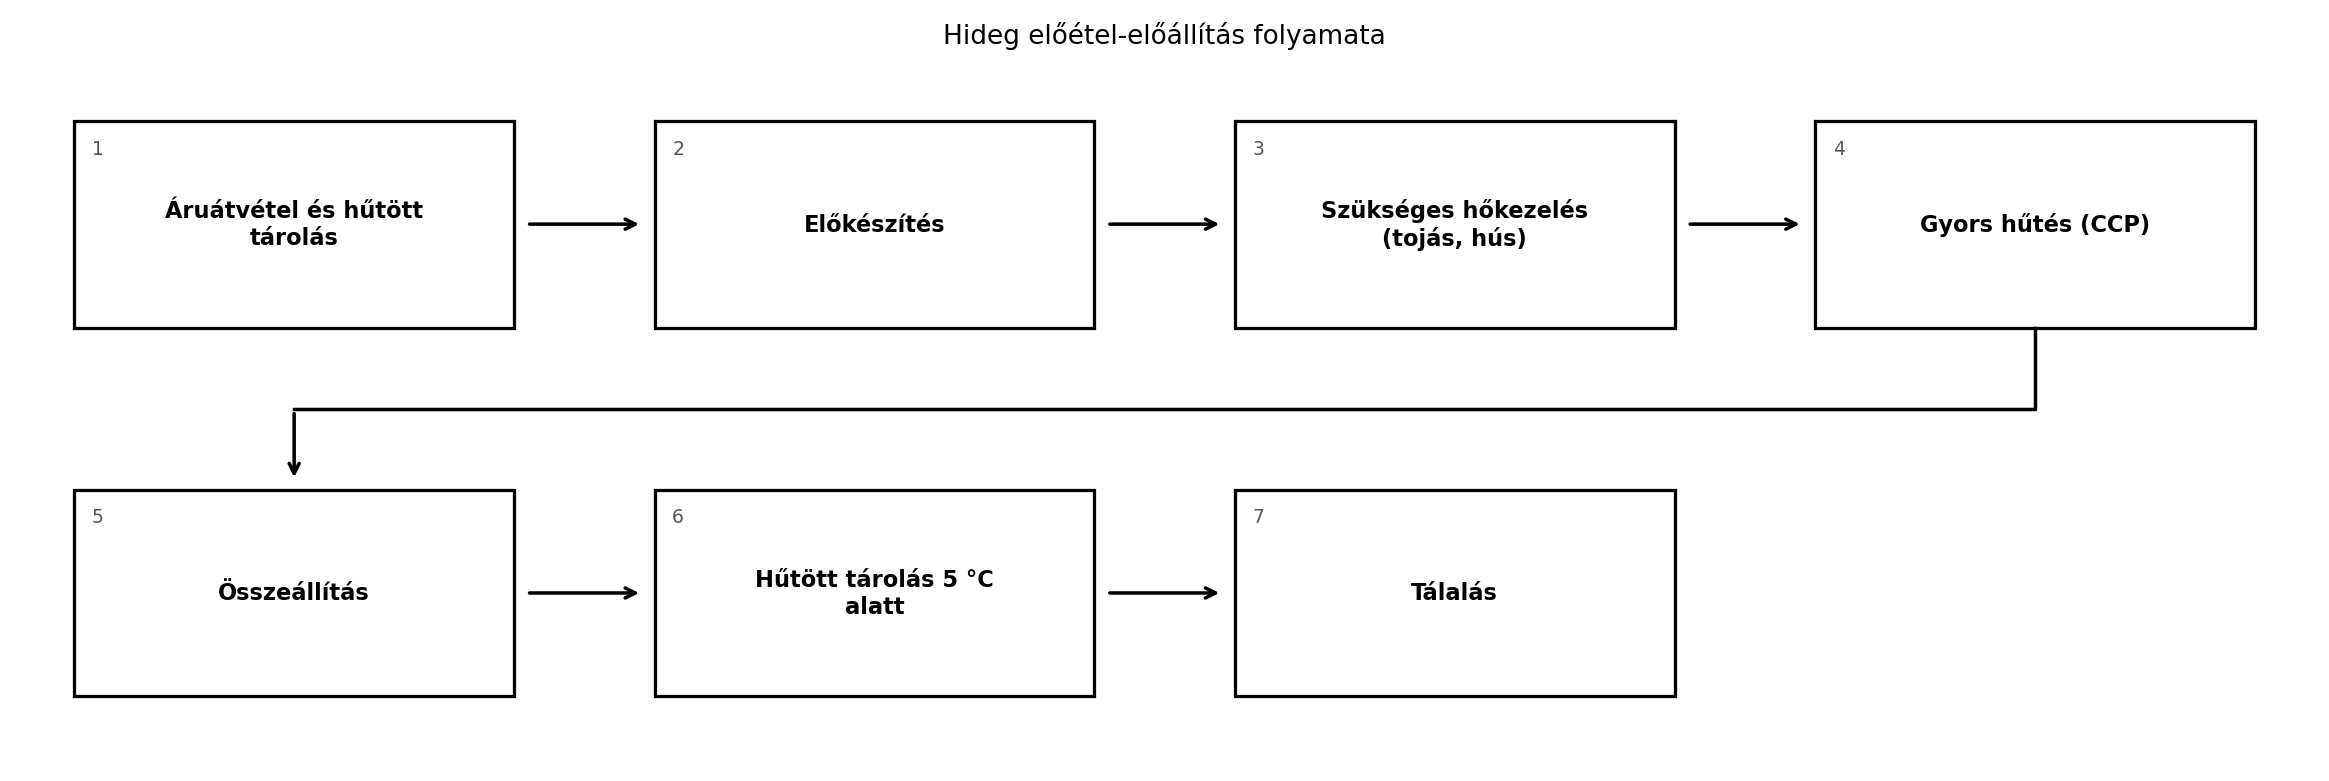 Hideg előétel-előállítás folyamata
1
Áruátvétel és hűtött
tárolás
2
Előkészítés
3
Szükséges hőkezelés
(tojás, hús)
4
Gyors hűtés (CCP)
5
Összeállítás
6
Hűtött tárolás 5 °C
alatt
7
Tálalás